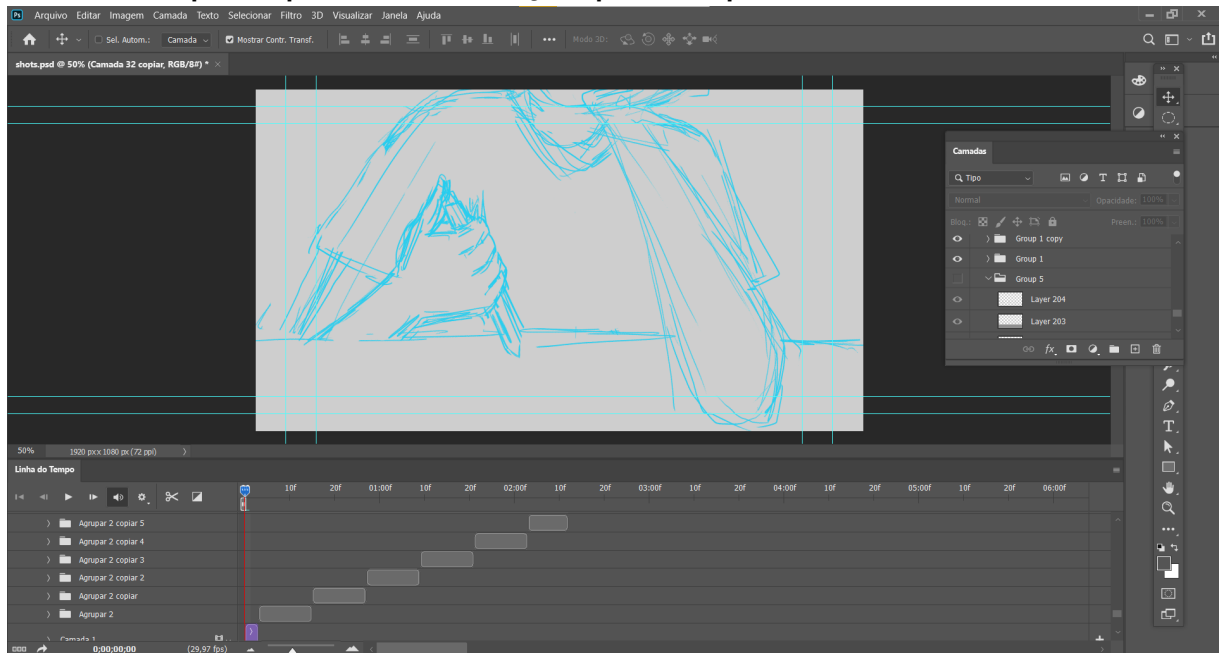 Ps Arquivo Editar Imagem Camada Texto Selecionar Filtro 3D Visualizar Janela Ajuda
Sel. Autom.: Camada Mostrar Contr. Transf. Modo 3D:
shots.psd @ 50% (Camada 32 copiar, RGB/8#) *
Camadas
Tipo
Normal Opacidade: 100%
Bloq.: Preen.: 100%
Group 1 copy
Group 1
Group 5
Layer 204
Layer 203
50% 1920 px x 1080 px (72 ppi)
Linha do Tempo
10f 20f 01:00f 10f 20f 02:00f 10f 20f 03:00f 10f 20f 04:00f 10f 20f 05:00f 10f 20f 06:00f
Agrupar 2 copiar 5
Agrupar 2 copiar 4
Agrupar 2 copiar 3
Agrupar 2 copiar 2
Agrupar 2 copiar
Agrupar 2
Camada 1
0;00;00;00 (29,97 fps)